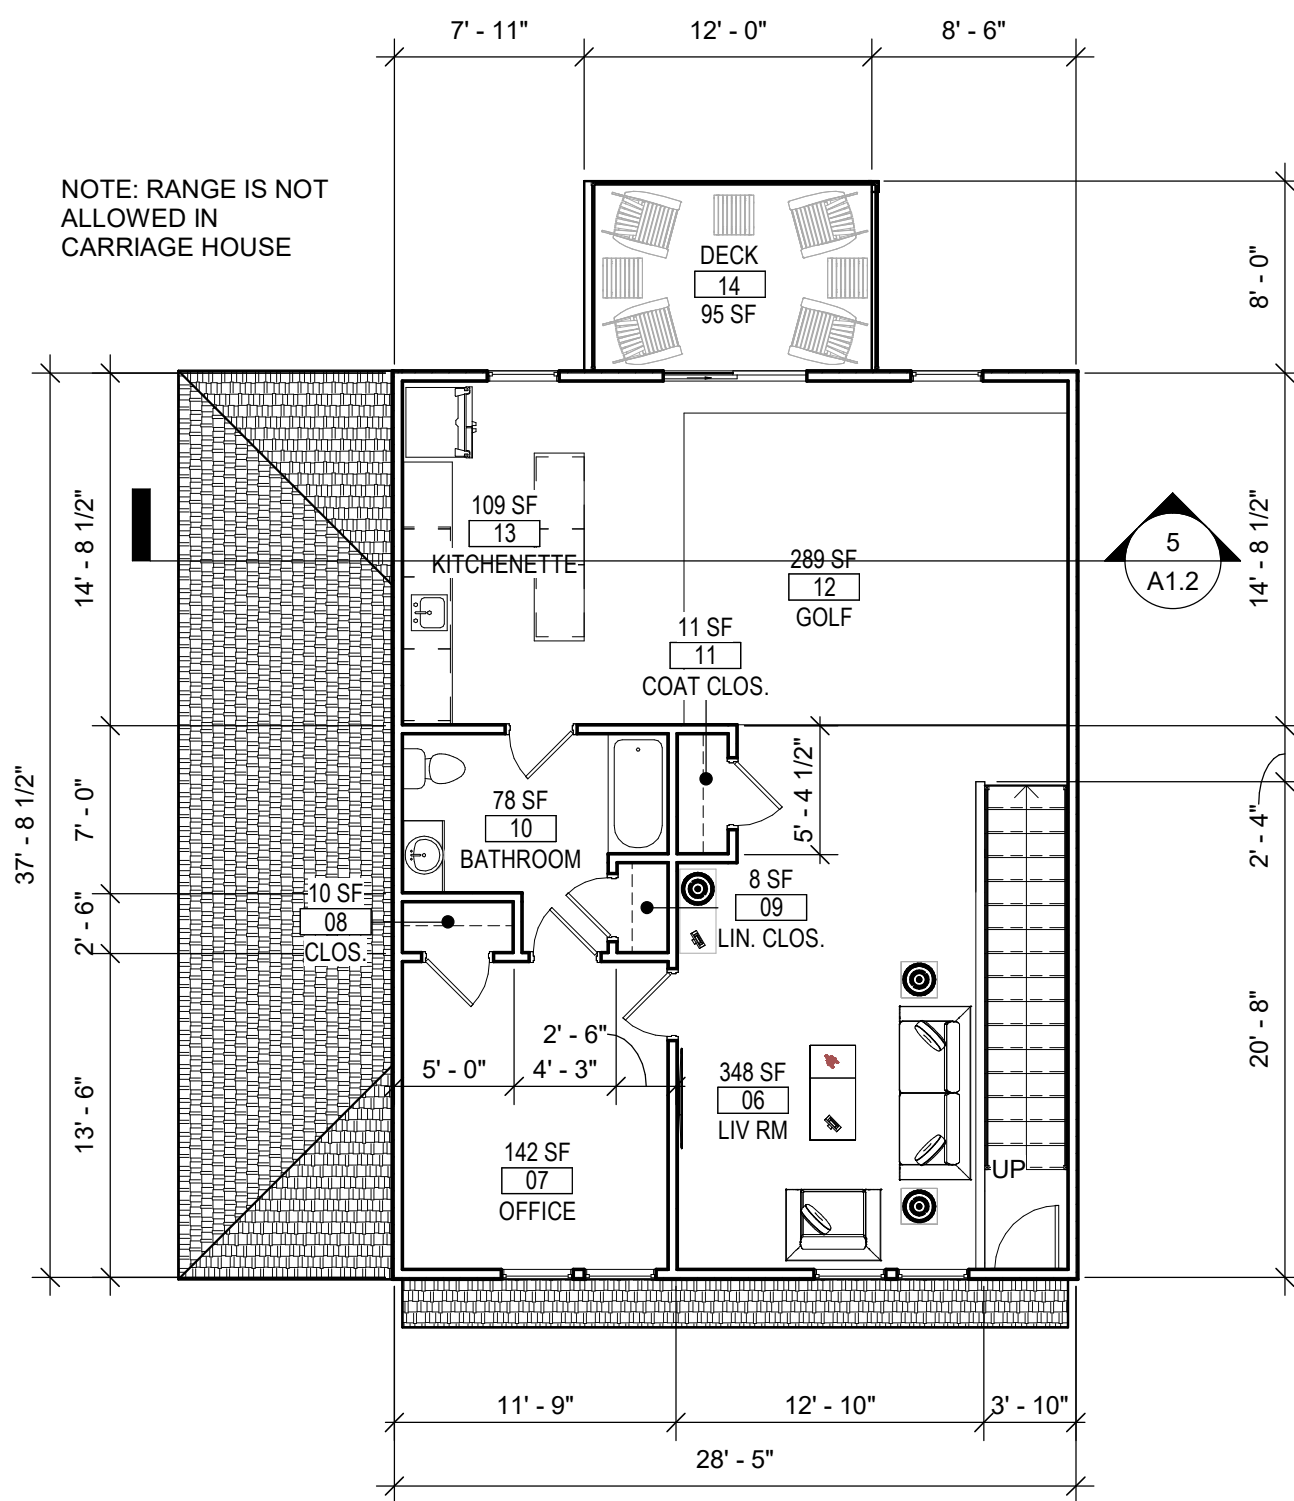 7' - 11"
12' - 0"
8' - 6"
NOTE: RANGE IS NOT
ALLOWED IN
CARRIAGE HOUSE
DECK
14
95 SF
8' - 0"
14' - 8 1/2"
109 SF
13
KITCHENETTE
289 SF
12
GOLF
5
A1.2
14' - 8 1/2"
11 SF
11
COAT CLOS.
37' - 8 1/2"
7' - 0"
78 SF
10
BATHROOM
5' - 4 1/2"
2' - 4"
2' - 6"
10 SF
08
CLOS.
8 SF
09
LIN. CLOS.
13' - 6"
5' - 0"
4' - 3"
2' - 6"
348 SF
06
LIV RM
20' - 8"
142 SF
07
OFFICE
UP
11' - 9"
12' - 10"
3' - 10"
28' - 5"